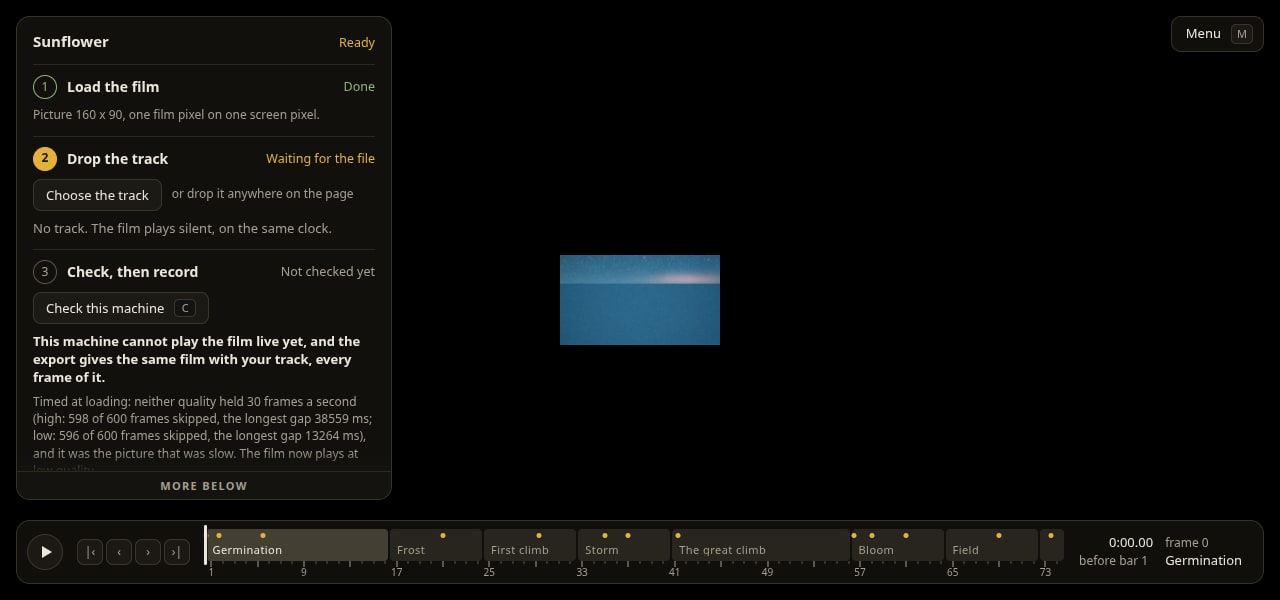 Sunflower
Ready
1 Load the film Done
Picture 160 x 90, one film pixel on one screen pixel.
2 Drop the track Waiting for the file
Choose the track or drop it anywhere on the page
No track. The film plays silent, on the same clock.
3 Check, then record Not checked yet
Check this machine C
This machine cannot play the film live yet, and the
export gives the same film with your track, every
frame of it.
Timed at loading: neither quality held 30 frames a second
(high: 598 of 600 frames skipped, the longest gap 38559 ms;
low: 596 of 600 frames skipped, the longest gap 13264 ms),
and it was the picture that was slow. The film now plays at
low quality.
MORE BELOW
Menu M
Germination Frost First climb Storm The great climb Bloom Field
1 9 17 25 33 41 49 57 65 73
0:00.00 frame 0
before bar 1 Germination